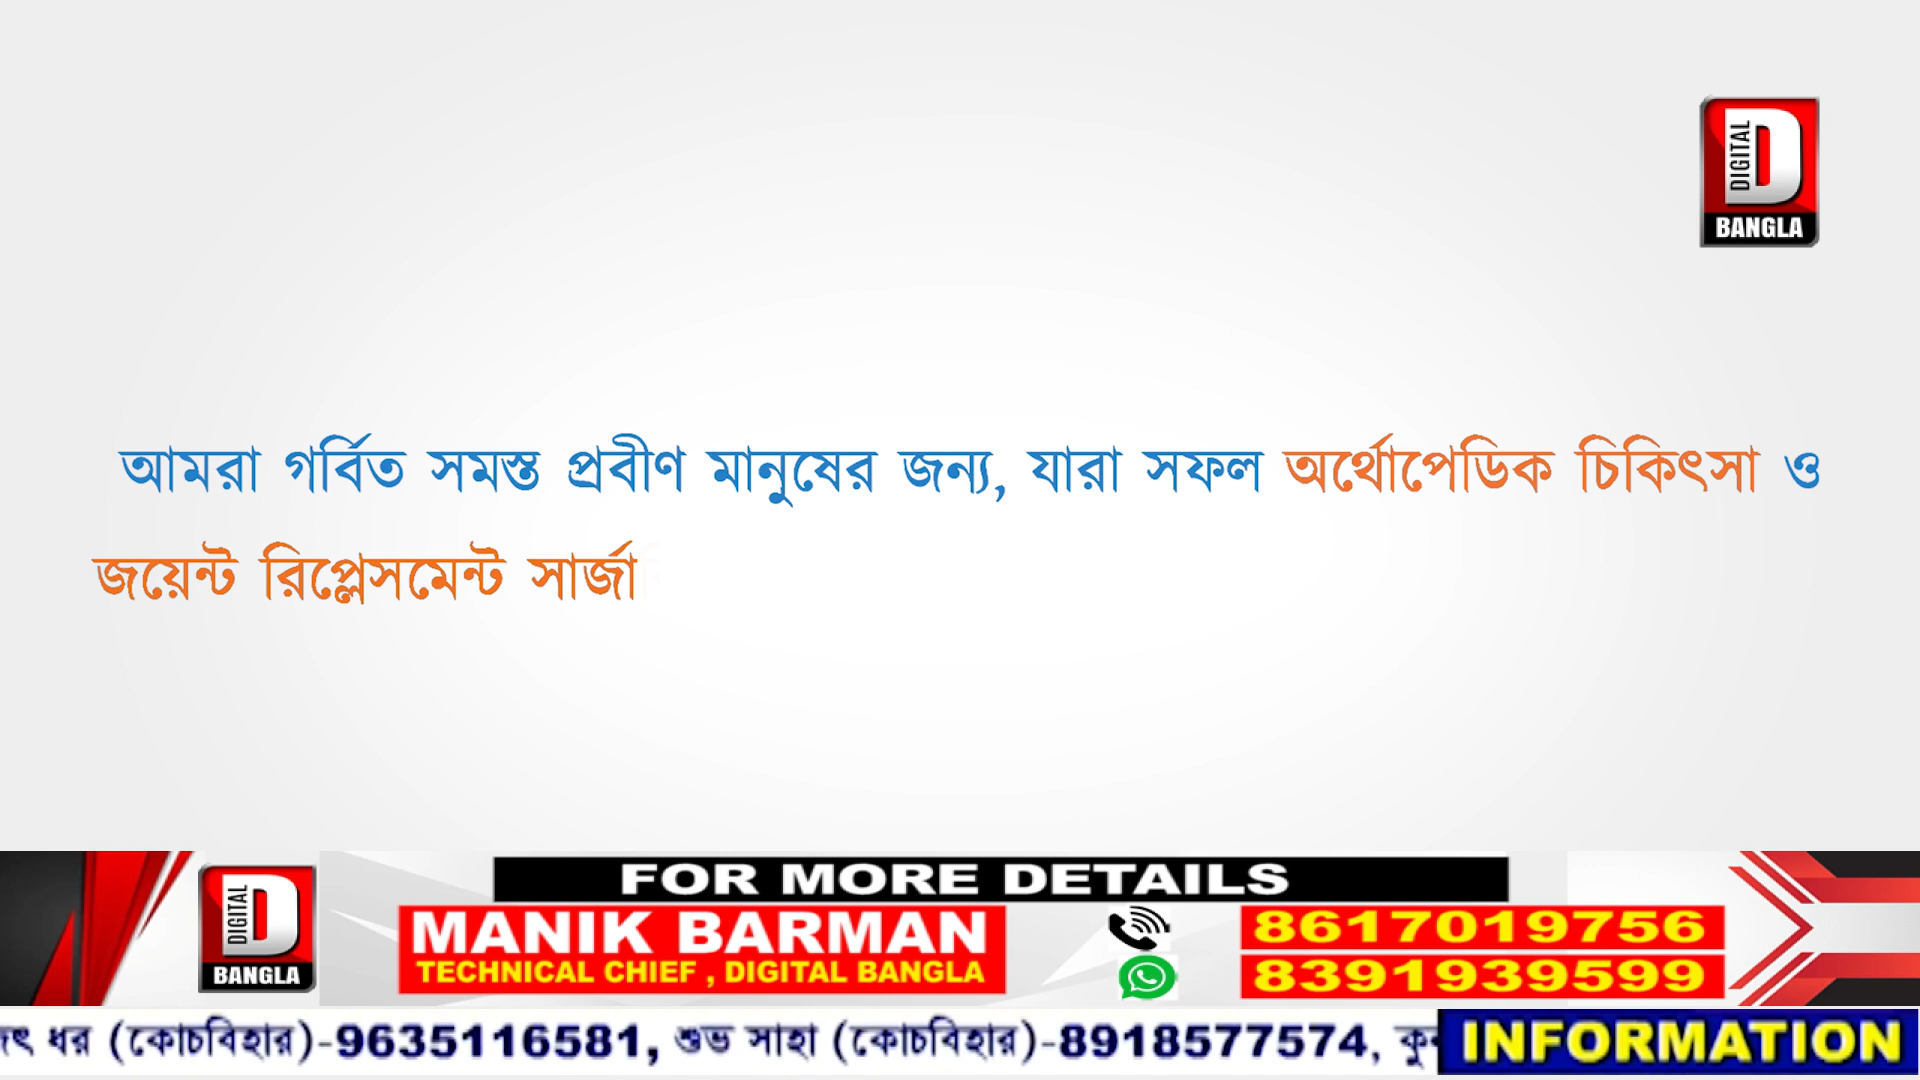 DIGITAL
BANGLA
আমরা গর্বিত সমস্ত প্রবীণ মানুষের জন্য, যারা সফল অর্থোপেডিক চিকিৎসা ও
জয়েন্ট রিপ্লেসমেন্ট সার্জা
FOR MORE DETAILS
DIGITAL
BANGLA
MANIK BARMAN
TECHNICAL CHIEF, DIGITAL BANGLA
8617019756
8391939599
ধর (কোচবিহার)-9635116581, শুভ সাহা (কোচবিহার)-8918577574,
INFORMATION